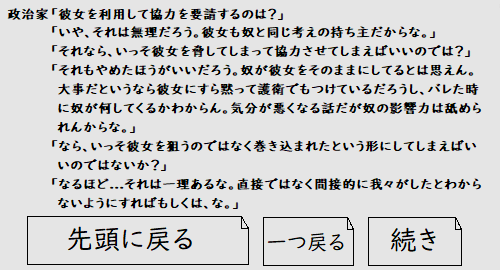 政治家「彼女を利用して協力を要請するのは？」
「いや、それは無理だろう。彼女も奴と同じ考えの持ち主だからな。」
「それなら、いっそ彼女を脅してしまって協力させてしまえばいいのでは？」
「それもやめたほうがいいだろう。奴が彼女をそのままにしてるとは思えん。
大事だというなら彼女にすら黙って護衛でもつけているだろうし、バレた時
に奴が何してくるかわからん。気分が悪くなる話だが奴の影響力は舐めら
れんからな。」
「なら、いっそ彼女を狙うのではなく巻き込まれたという形にしてしまえばい
いのではないか？」
「なるほど...それは一理あるな。直接ではなく間接的に我々がしたとわから
ないようにすればもしくは、な。」
先頭に戻る 一つ戻る 続き